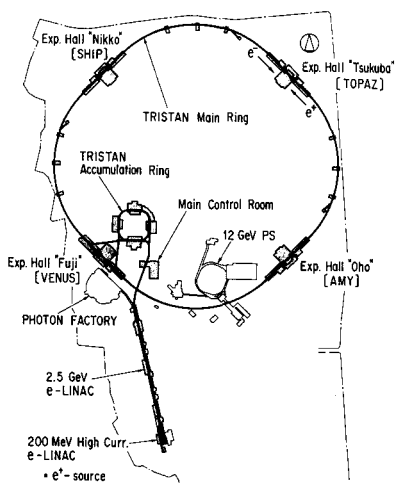 Exp. Hall "Nikko"
[SHIP]
e⁻
Exp. Hall "Tsukuba"
[TOPAZ]
e⁺
TRISTAN Main Ring
TRISTAN
Accumulation Ring
Main Control Room
12 GeV PS
Exp. Hall "Fuji"
[VENUS]
Exp. Hall "Oho"
[AMY]
PHOTON FACTORY
2.5 GeV
e-LINAC
200 MeV High Curr.
e-LINAC
• e⁺-source